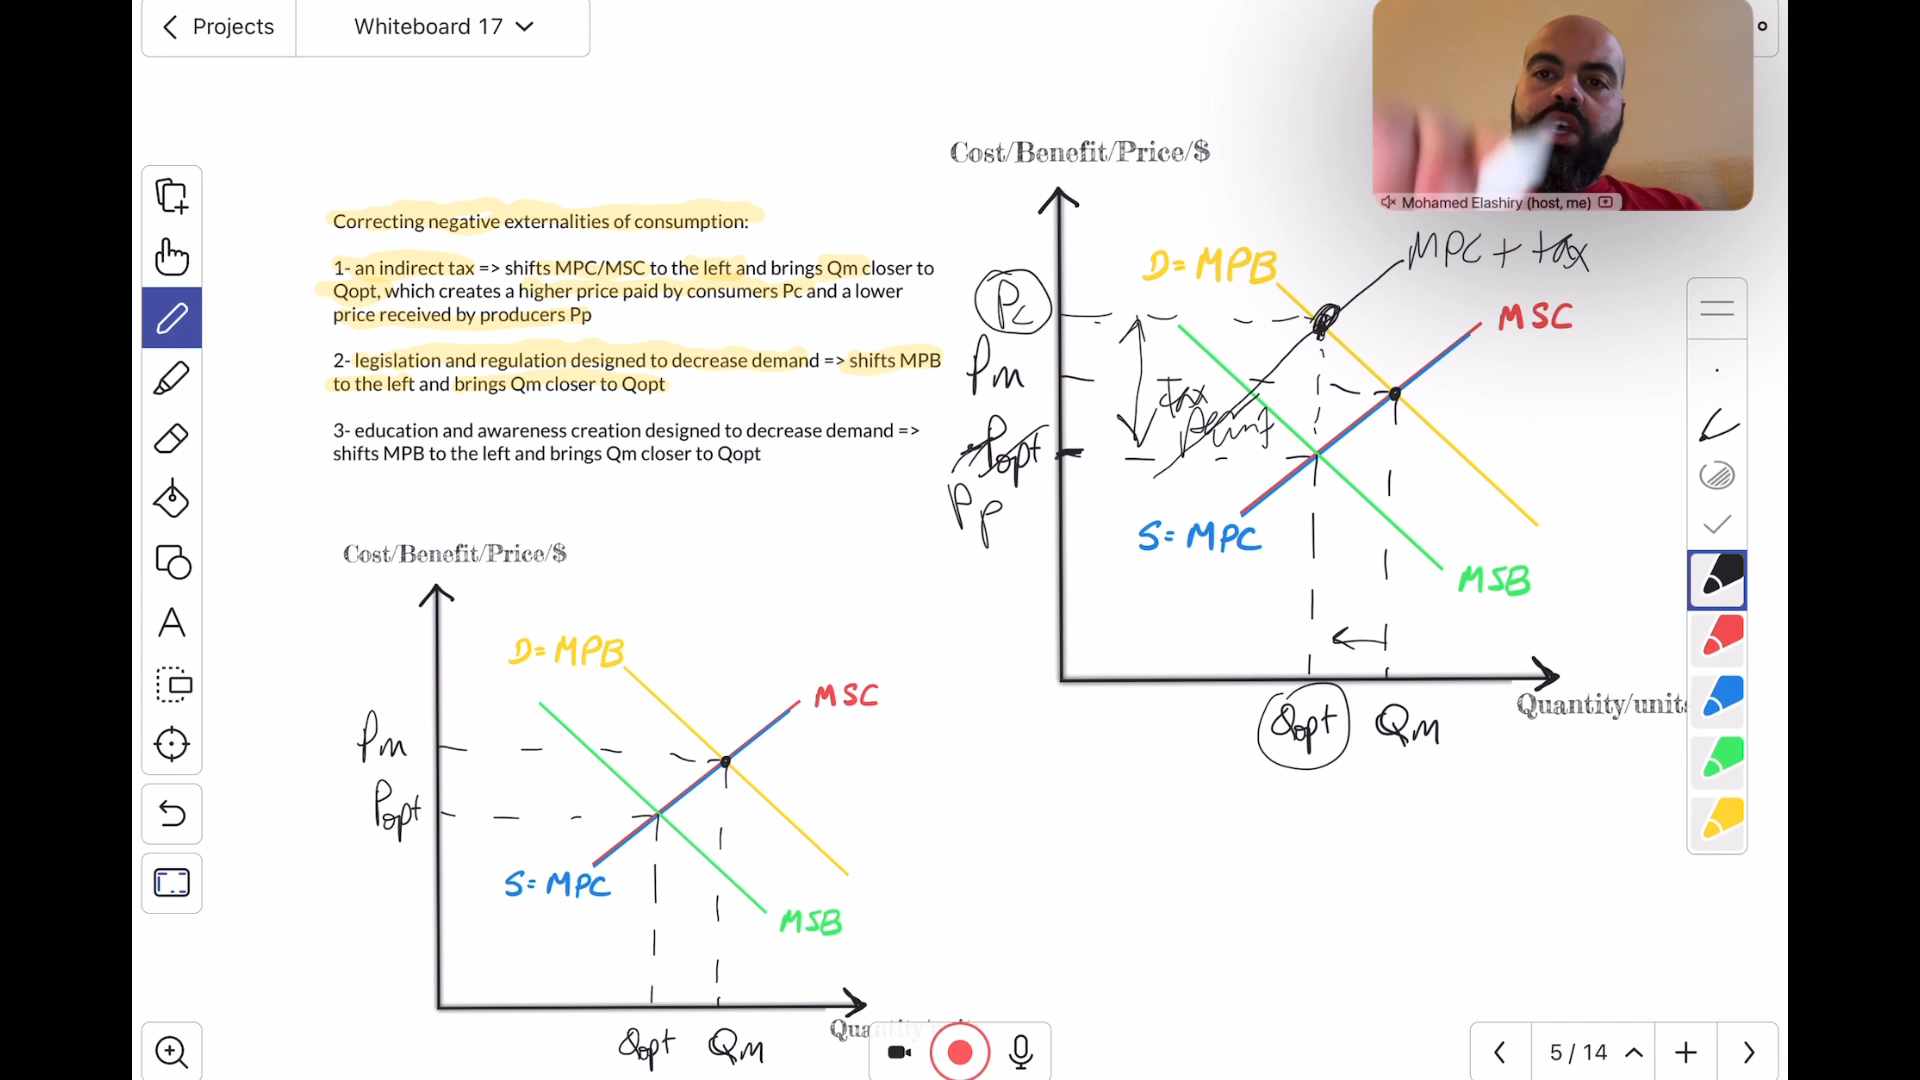 Projects
Whiteboard 17
Mohamed Elashiry (host, me)
Correcting negative externalities of consumption:
1- an indirect tax => shifts MPC/MSC to the left and brings Qm closer to
Qopt, which creates a higher price paid by consumers Pc and a lower
price received by producers Pp
2- legislation and regulation designed to decrease demand => shifts MPB
to the left and brings Qm closer to Qopt
3- education and awareness creation designed to decrease demand =>
shifts MPB to the left and brings Qm closer to Qopt
Cost/Benefit/Price/$
MPC + tax
D= MPB
MSC
Pc
Pm
Popt
Pp
tax
per unit
S= MPC
MSB
Qopt
Qm
Quantity/units
Cost/Benefit/Price/$
D= MPB
MSC
Pm
Popt
S= MPC
MSB
Qopt
Qm
A
5 / 14